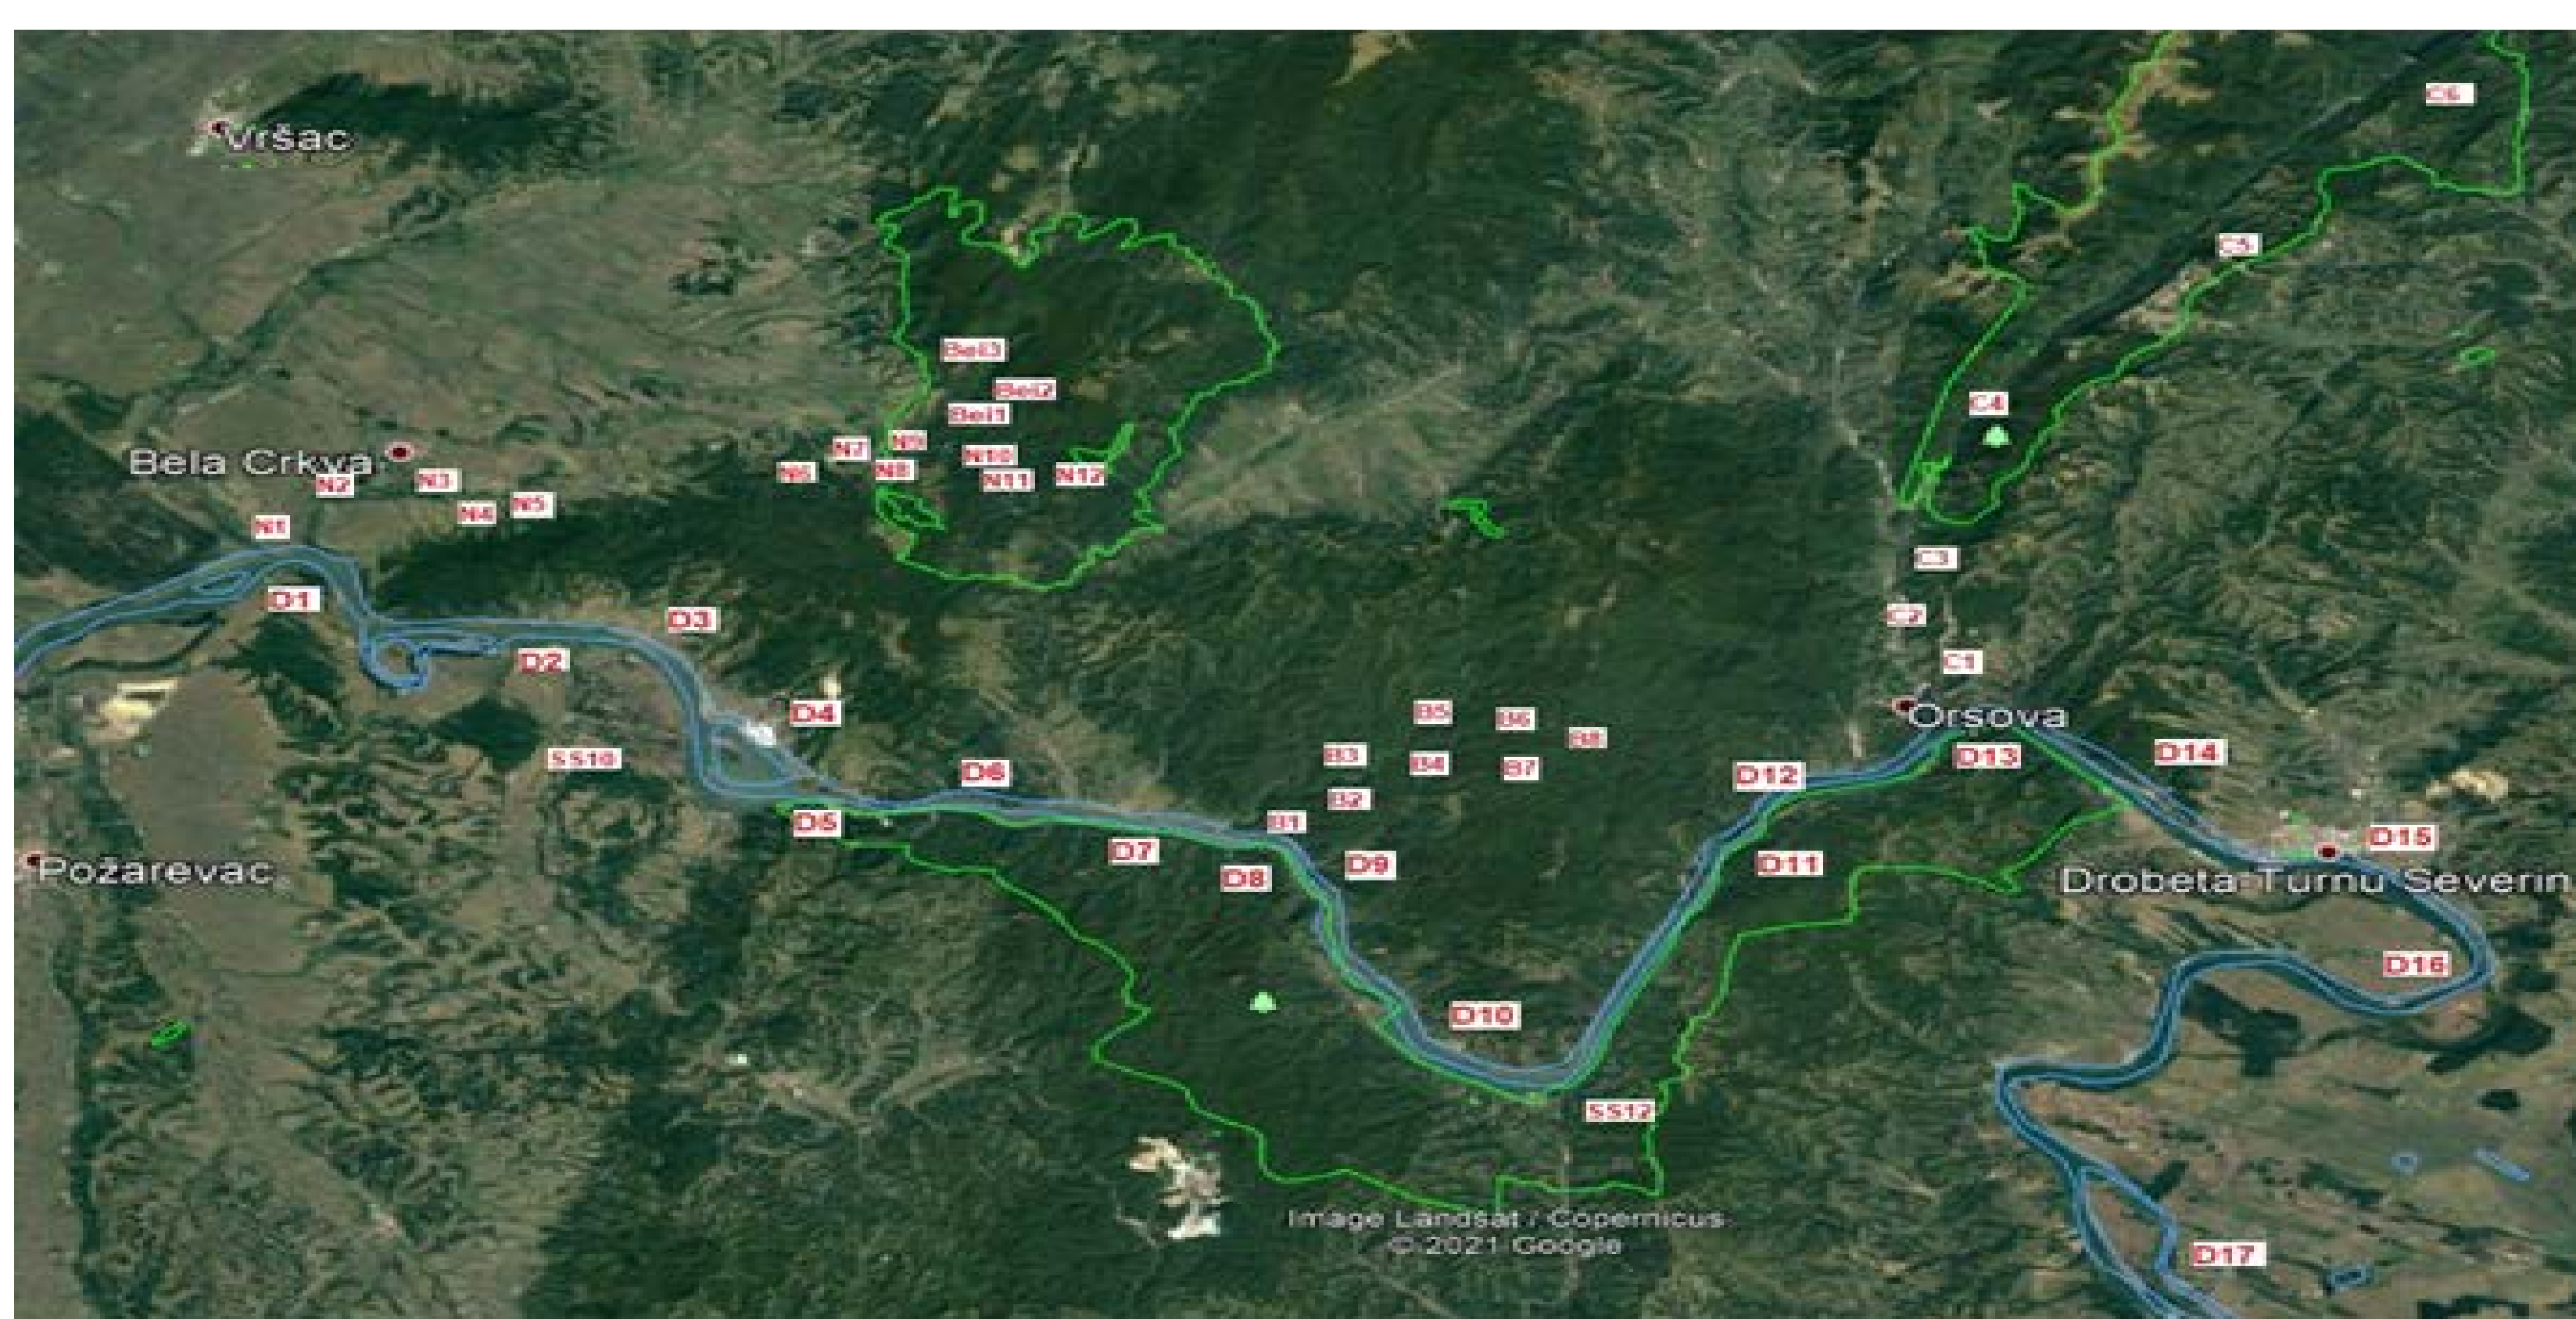 C6
Vršac
C5
Bei3
Bei2
C4
Bei1
N9
N7
Bela Crkva
N10
N8
N6
N12
N3
N11
N2
N5
N4
N1
C3
D1
C2
D3
D2
C1
B5
D4
Orșova
B6
B8
D14
B3
D13
SS10
B4
B7
D6
D12
B2
B1
D5
D15
D7
D9
D11
Požarevac
D8
Drobeta-Turnu Severin
D16
D10
SS12
Image Landsat / Copernicus
© 2021 Google
D17